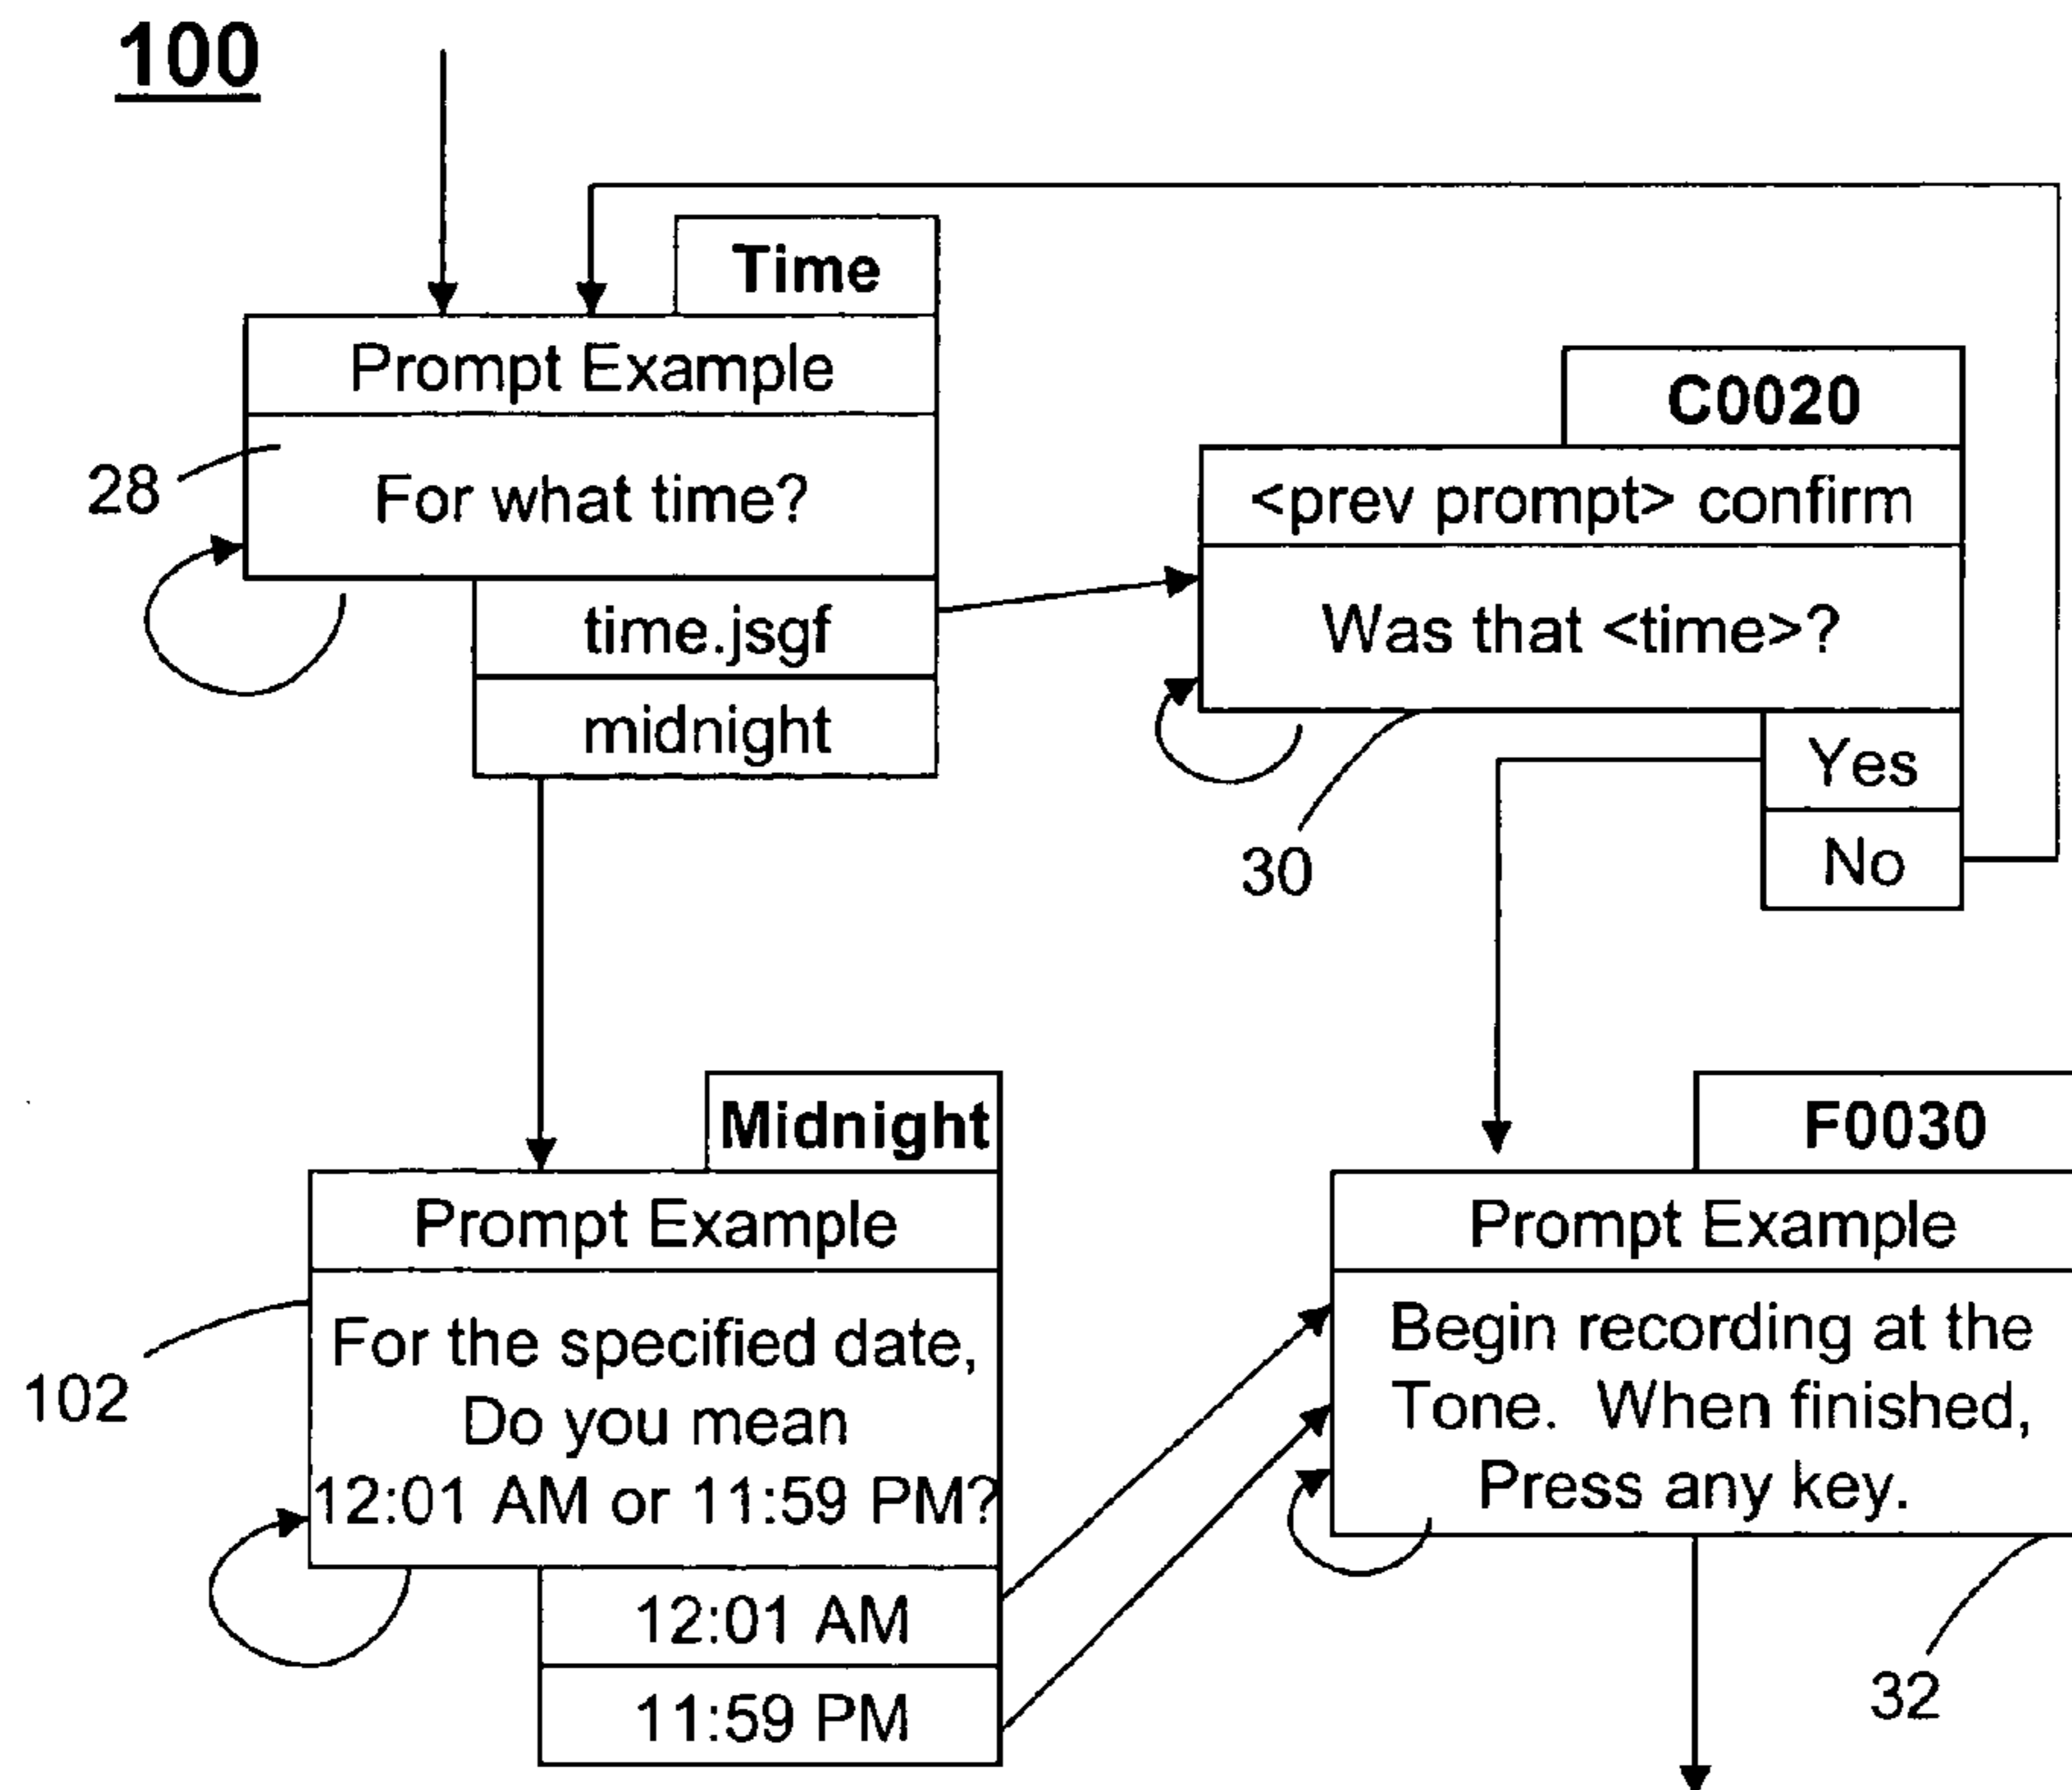 100
Time
Prompt Example
28
For what time?
time.jsgf
midnight
C0020
<prev prompt> confirm
Was that <time>?
Yes
No
30
Midnight
Prompt Example
102
For the specified date,
Do you mean
12:01 AM or 11:59 PM?
12:01 AM
11:59 PM
F0030
Prompt Example
Begin recording at the
Tone. When finished,
Press any key.
32